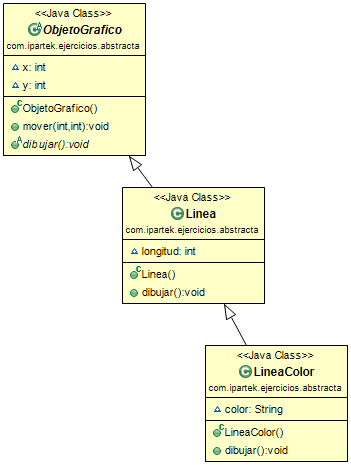 <<Java Class>>
ObjetoGrafico
com.ipartek.ejercicios.abstracta
x: int
y: int
ObjetoGrafico()
mover(int,int):void
dibujar():void
<<Java Class>>
Linea
com.ipartek.ejercicios.abstracta
longitud: int
Linea()
dibujar():void
<<Java Class>>
LineaColor
com.ipartek.ejercicios.abstracta
color: String
LineaColor()
dibujar():void